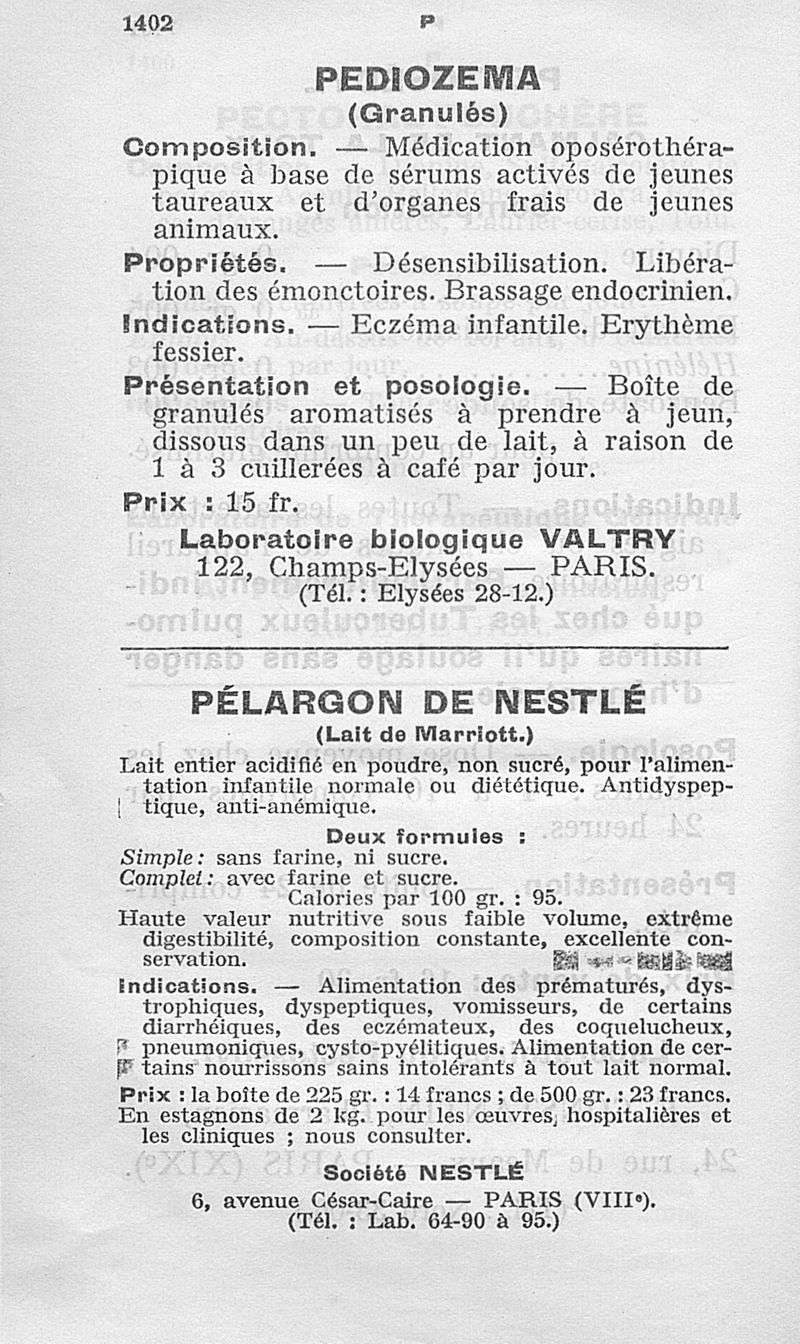 1402
P
PEDIOZEMA
(Granulés)
Composition. — Médication oposérothéra-
pique à base de sérums activés de jeunes
taureaux et d'organes frais de jeunes
animaux.
Propriétés. — Désensibilisation. Libéra-
tion des émonctoires. Brassage endocrinien.
Indications. — Eczéma infantile. Erythème
fessier.
Présentation et posologie. — Boîte de
granulés aromatisés à prendre à jeun,
dissous dans un peu de lait, à raison de
1 à 3 cuillerées à café par jour.
Prix : 15 fr.
Laboratoire biologique VALTRY
122, Champs-Elysées — PARIS.
(Tél. : Elysées 28-12.)
PÉLARGON DE NESTLÉ
(Lait de Marriott.)
Lait entier acidifié en poudre, non sucré, pour l'alimen-
tation infantile normale ou diététique. Antidyspep-
tique, anti-anémique.
Deux formules :
Simple : sans farine, ni sucre.
Complet : avec farine et sucre.
Calories par 100 gr. : 95.
Haute valeur nutritive sous faible volume, extrême
digestibilité, composition constante, excellente con-
servation.
Indications. — Alimentation des prématurés, dys-
trophiques, dyspeptiques, vomisseurs, de certains
diarrhéiques, des eczémateux, des coquelucheux,
pneumoniques, cysto-pyélitiques. Alimentation de cer-
tains nourrissons sains intolérants à tout lait normal.
Prix : la boîte de 225 gr. : 14 francs ; de 500 gr. : 23 francs.
En estagnons de 2 kg. pour les œuvres, hospitalières et
les cliniques ; nous consulter.
Société NESTLÉ
6, avenue César-Caire — PARIS (VIIIe).
(Tél. : Lab. 64-90 à 95.)